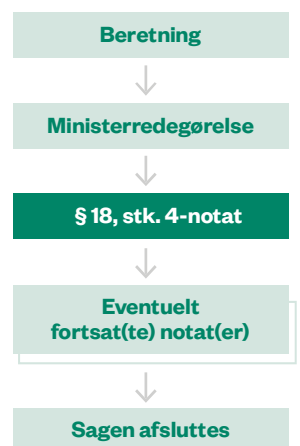 Beretning
Ministerredegørelse
§ 18, stk. 4-notat
Eventuelt
fortsat(te) notat(er)
Sagen afsluttes